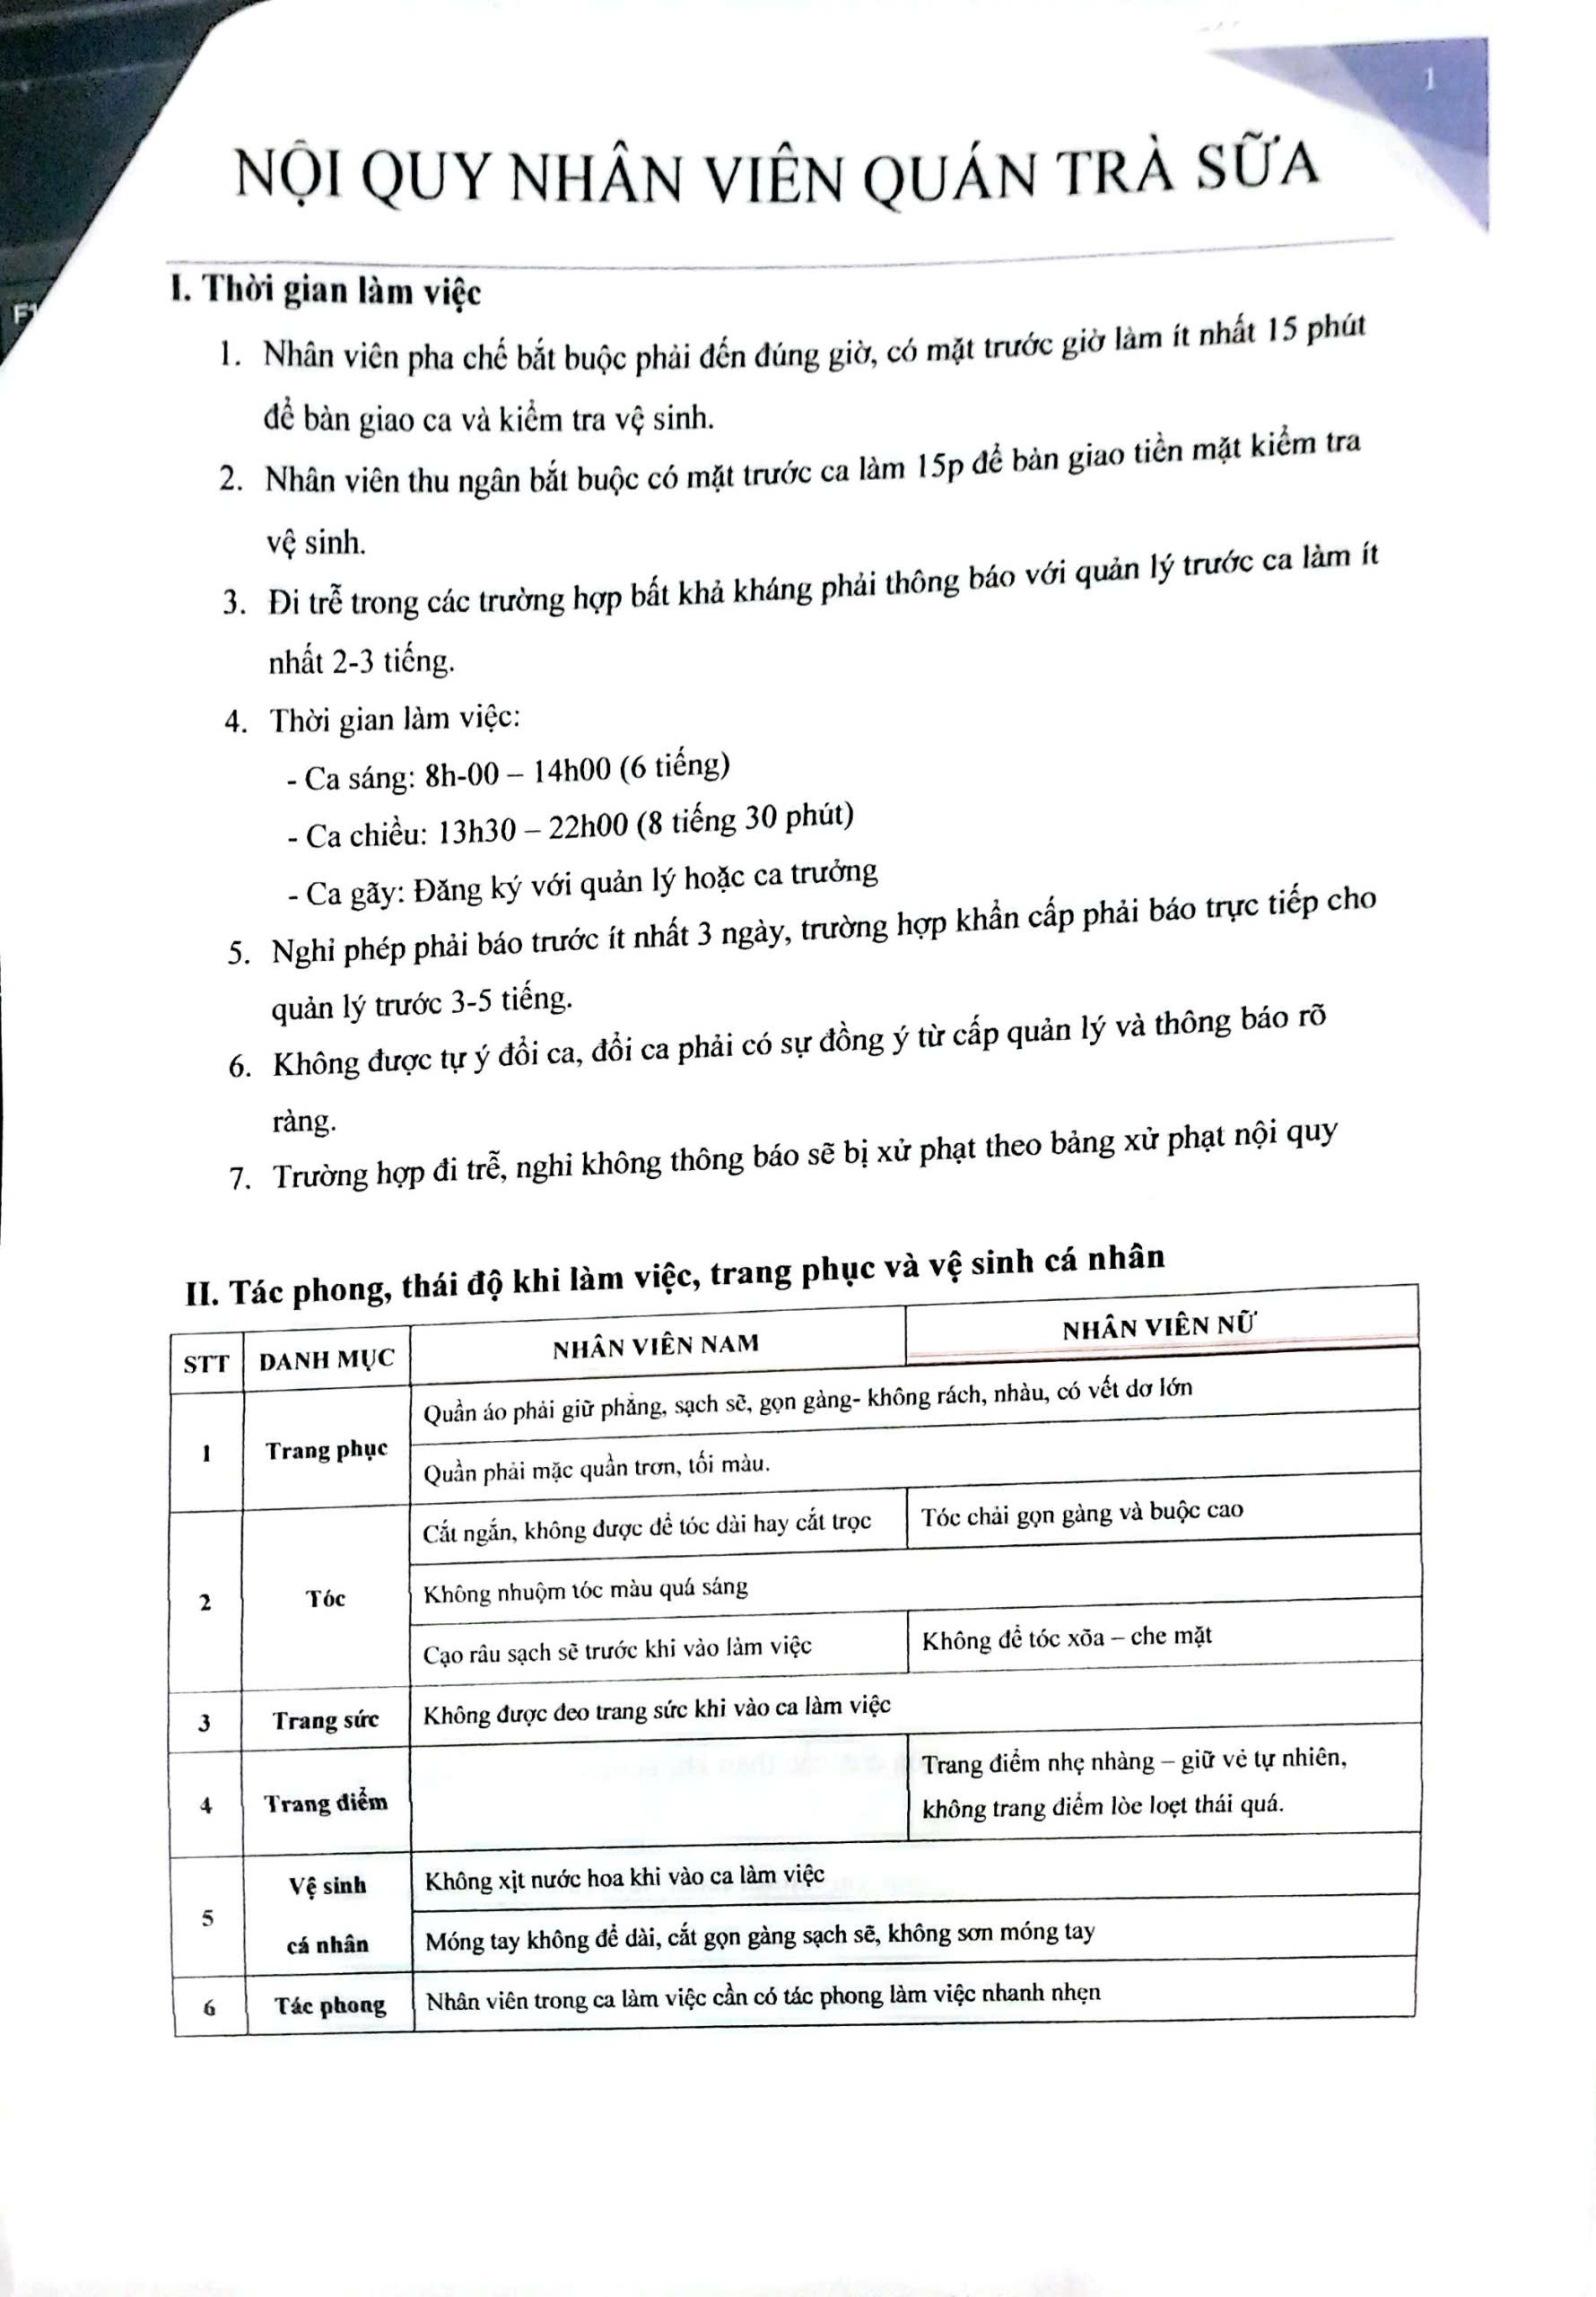 1
NỘI QUY NHÂN VIÊN QUÁN TRÀ SỮA
I. Thời gian làm việc
1. Nhân viên pha chế bắt buộc phải đến đúng giờ, có mặt trước giờ làm ít nhất 15 phút
để bàn giao ca và kiểm tra vệ sinh.
2. Nhân viên thu ngân bắt buộc có mặt trước ca làm 15p để bàn giao tiền mặt kiểm tra
vệ sinh.
3. Đi trễ trong các trường hợp bất khả kháng phải thông báo với quản lý trước ca làm ít
nhất 2-3 tiếng.
4. Thời gian làm việc:
- Ca sáng: 8h-00 – 14h00 (6 tiếng)
- Ca chiều: 13h30 – 22h00 (8 tiếng 30 phút)
- Ca gãy: Đăng ký với quản lý hoặc ca trưởng
5. Nghỉ phép phải báo trước ít nhất 3 ngày, trường hợp khẩn cấp phải báo trực tiếp cho
quản lý trước 3-5 tiếng.
6. Không được tự ý đổi ca, đổi ca phải có sự đồng ý từ cấp quản lý và thông báo rõ
ràng.
7. Trường hợp đi trễ, nghỉ không thông báo sẽ bị xử phạt theo bảng xử phạt nội quy
II. Tác phong, thái độ khi làm việc, trang phục và vệ sinh cá nhân
STT DANH MỤC NHÂN VIÊN NAM NHÂN VIÊN NỮ
1 Trang phục Quần áo phải giữ phẳng, sạch sẽ, gọn gàng- không rách, nhàu, có vết dơ lớn
Quần phải mặc quần trơn, tối màu.
2 Tóc Cắt ngắn, không được để tóc dài hay cắt trọc Tóc chải gọn gàng và buộc cao
Không nhuộm tóc màu quá sáng
Cạo râu sạch sẽ trước khi vào làm việc Không để tóc xõa – che mặt
3 Trang sức Không được đeo trang sức khi vào ca làm việc
4 Trang điểm Trang điểm nhẹ nhàng – giữ vẻ tự nhiên,
không trang điểm lòe loẹt thái quá.
5 Vệ sinh Không xịt nước hoa khi vào ca làm việc
cá nhân Móng tay không để dài, cắt gọn gàng sạch sẽ, không sơn móng tay
6 Tác phong Nhân viên trong ca làm việc cần có tác phong làm việc nhanh nhẹn